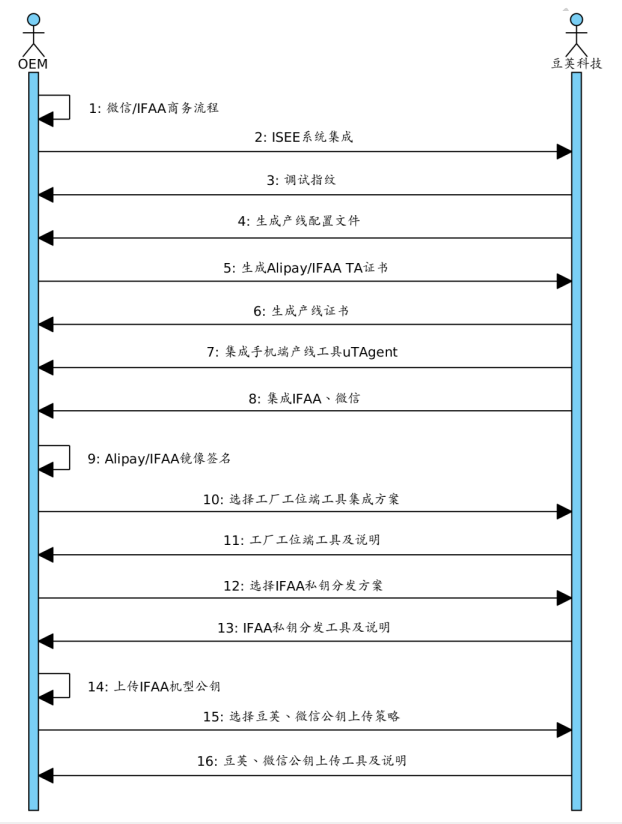 OEM
豆荚科技
1: 微信/IFAA商务流程
2: ISEE系统集成
3: 调试指纹
4: 生成产线配置文件
5: 生成Alipay/IFAA TA证书
6: 生成产线证书
7: 集成手机端产线工具uTAgent
8: 集成IFAA、微信
9: Alipay/IFAA镜像签名
10: 选择工厂工位端工具集成方案
11: 工厂工位端工具及说明
12: 选择IFAA私钥分发方案
13: IFAA私钥分发工具及说明
14: 上传IFAA机型公钥
15: 选择豆荚、微信公钥上传策略
16: 豆荚、微信公钥上传工具及说明